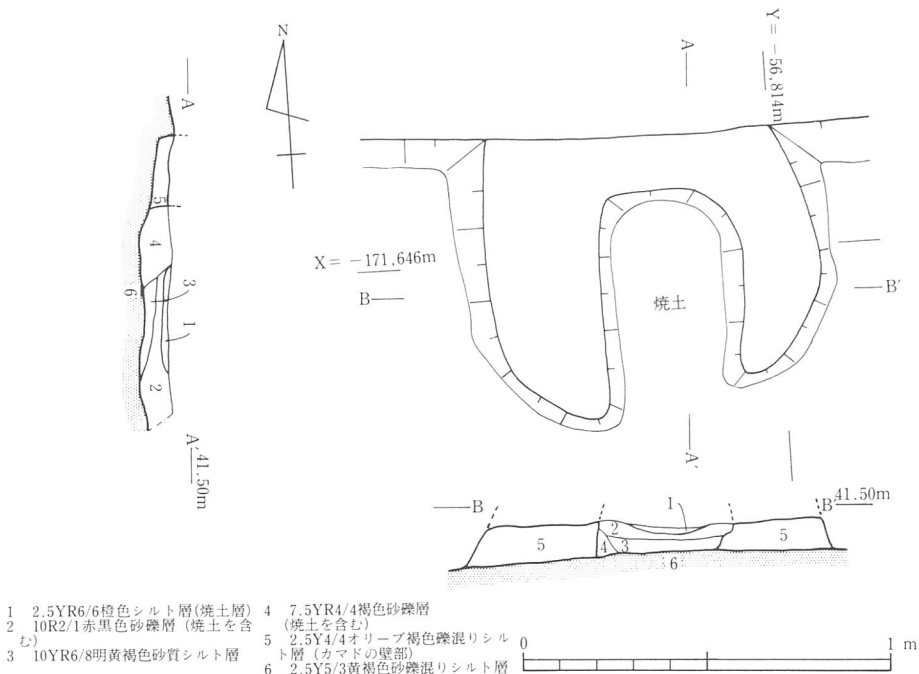 N
A
Y=-56,814m
A
5
4
3
6
1
2
A′
41.50m
X=-171,646m
B
B′
焼土
A′
B
B′
41.50m
1
2
5
4
3
5
6
1 2.5YR6/6橙色シルト層(焼土層)
2 10R2/1赤黒色砂礫層(焼土を含
む)
3 10YR6/8明黄褐色砂質シルト層
4 7.5YR4/4褐色砂礫層
(焼土を含む)
5 2.5Y4/4オリーブ褐色礫混りシル
ト層(カマドの壁部)
6 2.5Y5/3黄褐色砂礫混りシルト層
0
1 m